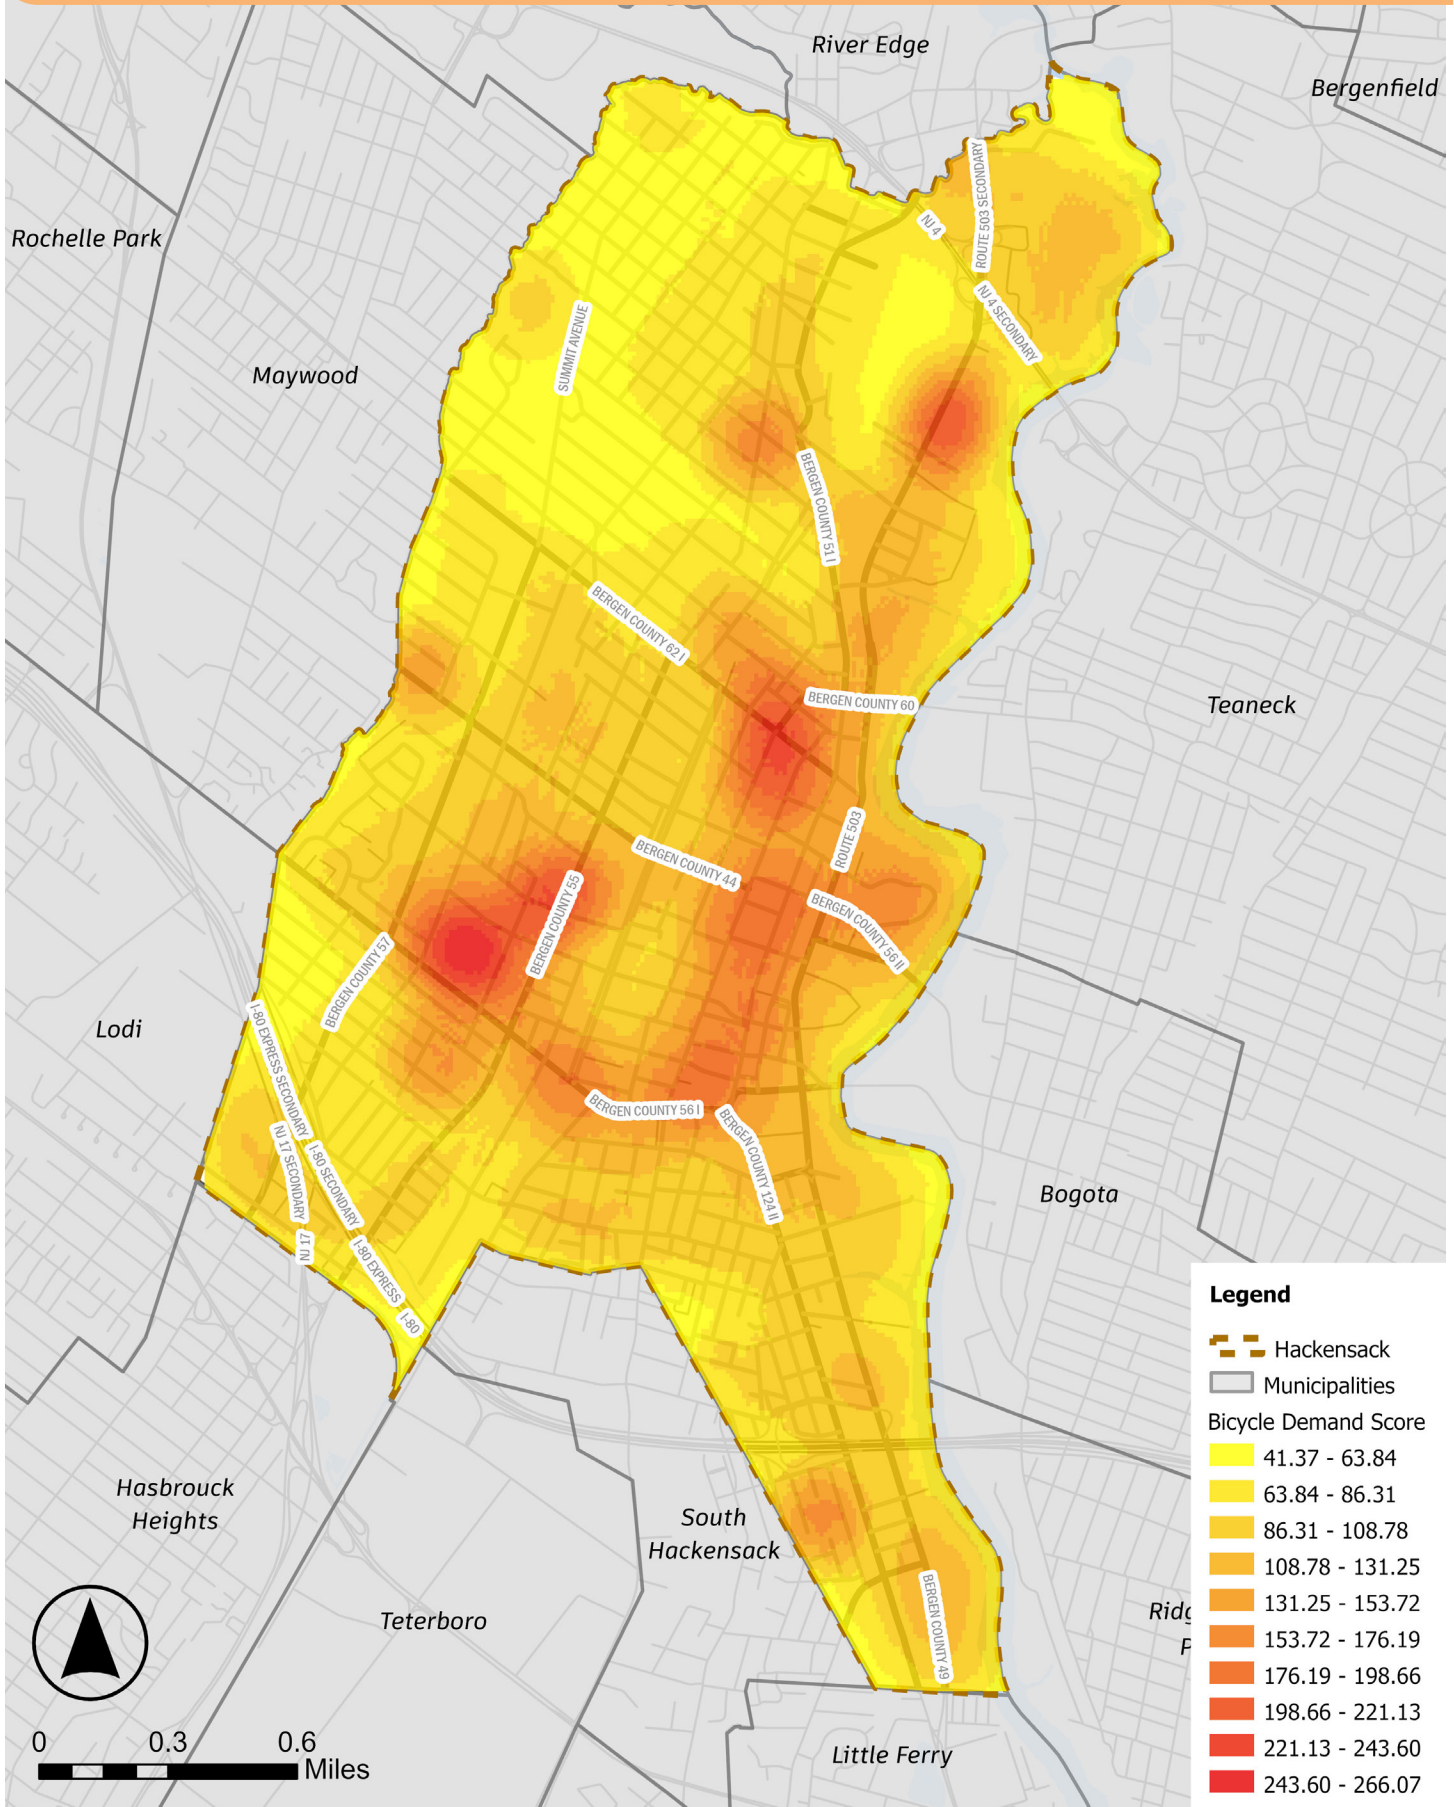 River Edge
Bergenfield
Rochelle Park
NJ 4
ROUTE 503 SECONDARY
NJ 4 SECONDARY
SUMMIT AVENUE
Maywood
BERGEN COUNTY 51 I
BERGEN COUNTY 62 I
BERGEN COUNTY 60
Teaneck
ROUTE 503
BERGEN COUNTY 44
BERGEN COUNTY 55
BERGEN COUNTY 56 II
BERGEN COUNTY 57
Lodi
I-80 EXPRESS SECONDARY
BERGEN COUNTY 56 I
BERGEN COUNTY 124 II
NJ 17 SECONDARY
I-80 SECONDARY
Bogota
NJ 17
I-80 EXPRESS
I-80
Legend
Hackensack
Municipalities
Bicycle Demand Score
41.37 - 63.84
63.84 - 86.31
86.31 - 108.78
108.78 - 131.25
131.25 - 153.72
153.72 - 176.19
176.19 - 198.66
198.66 - 221.13
221.13 - 243.60
243.60 - 266.07
Hasbrouck
Heights
South
Hackensack
BERGEN COUNTY 49
Teterboro
Ridg
P
Little Ferry
0 0.3 0.6
Miles